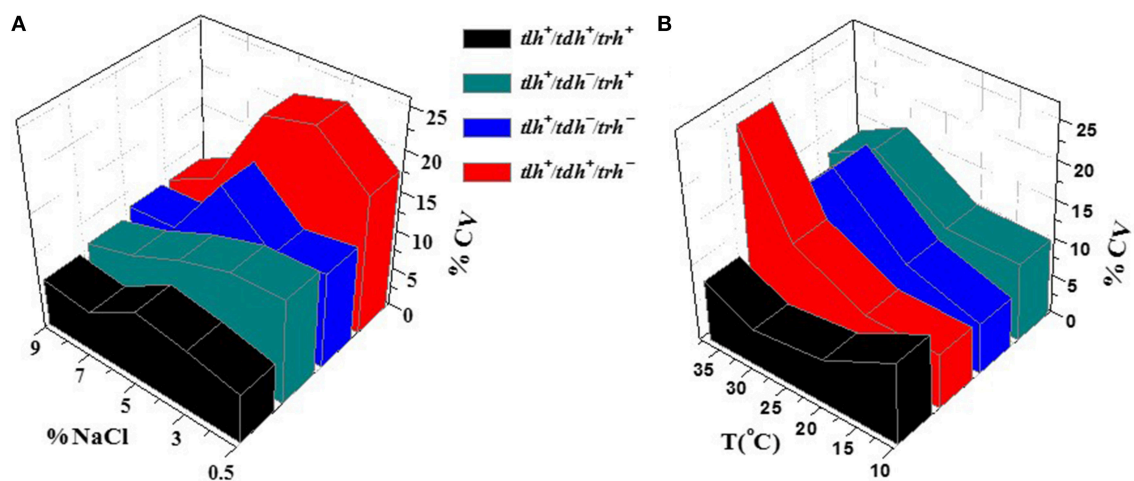 A
tlh⁺/tdh⁺/trh⁺
tlh⁺/tdh⁻/trh⁺
tlh⁺/tdh⁻/trh⁻
tlh⁺/tdh⁺/trh⁻
25
20
15
10
5
0
% CV
9
7
5
3
0.5
%NaCl
B
25
20
15
10
5
0
% CV
35
30
25
20
15
10
T(°C)